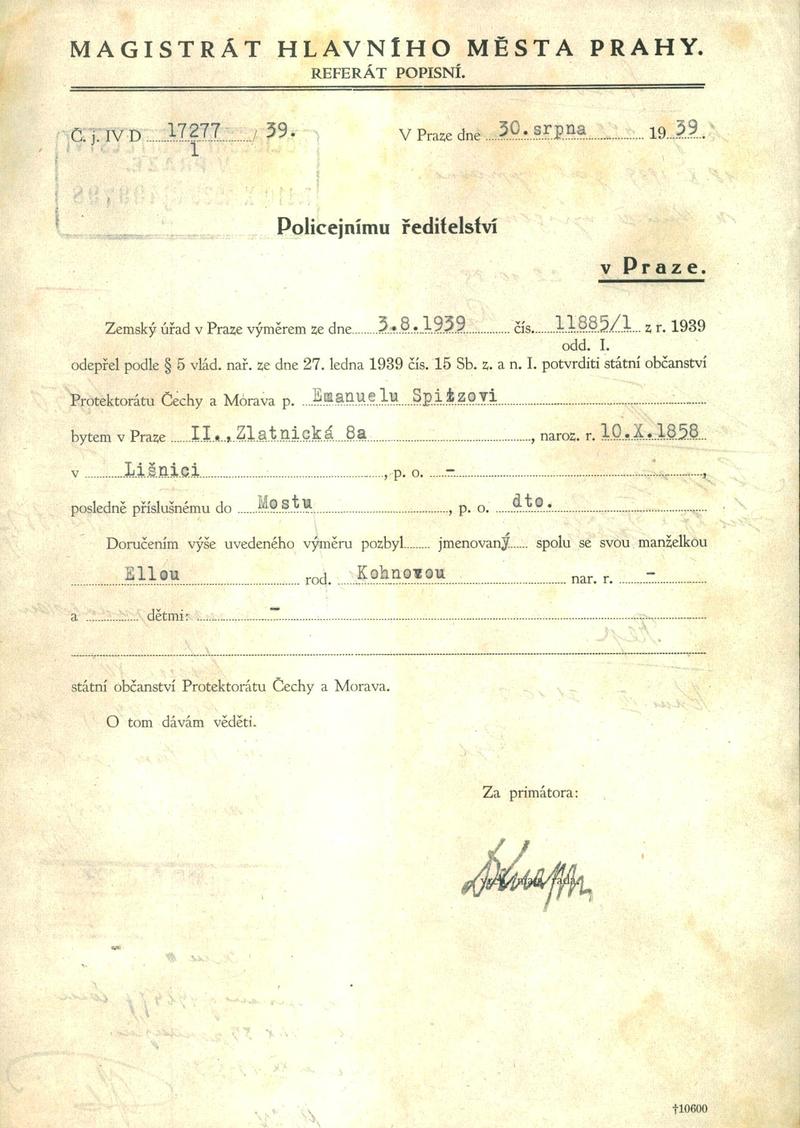 MAGISTRÁT HLAVNÍHO MĚSTA PRAHY.
REFERÁT POPISNÍ.
Č. j. IV D 17277 / 39.
1
V Praze dne 30. srpna 1939.
Policejnímu ředitelství
v Praze.
Zemský úřad v Praze výměrem ze dne 3.8.1939 čís. 11885/1 z r. 1939
odd. I.
odepřel podle § 5 vlád. nař. ze dne 27. ledna 1939 čís. 15 Sb. z. a n. I. potvrditi státní občanství
Protektorátu Čechy a Morava p. Emanuelu Spitzovi
bytem v Praze II., Zlatnická 8a, naroz. r. 10.X.1858
v Lišnici, p. o. -,
posledně příslušnému do Mostu, p. o. dto.
Doručením výše uvedeného výměru pozbyl jmenovaný spolu se svou manželkou
Ellou rod. Kohnovou nar. r. -
a dětmi: -
státní občanství Protektorátu Čechy a Morava.
O tom dávám věděti.
Za primátora:
rada
†10600